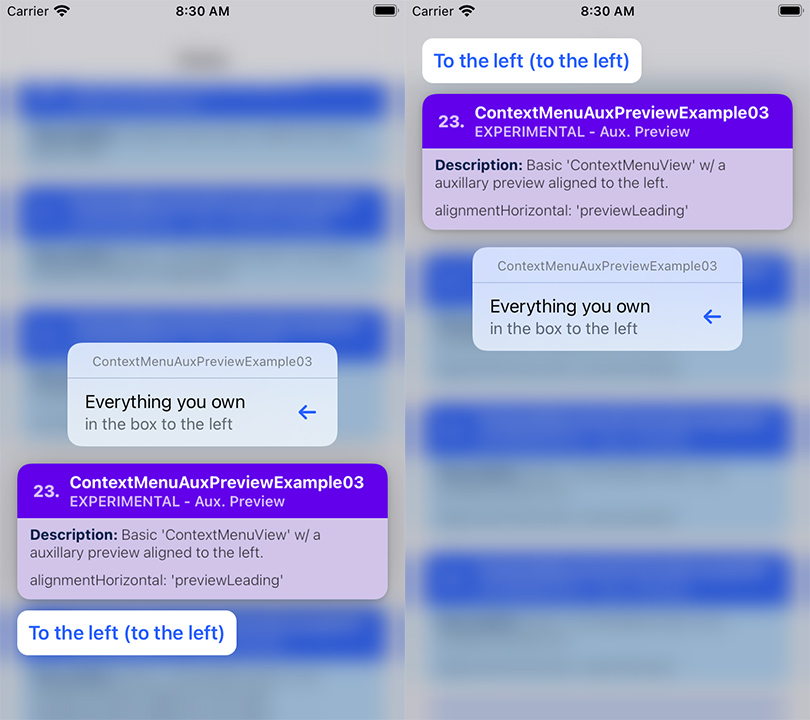 Carrier 8:30 AM
ContextMenuAuxPreviewExample03
Everything you own
in the box to the left
23. ContextMenuAuxPreviewExample03
EXPERIMENTAL - Aux. Preview
Description: Basic 'ContextMenuView' w/ a
auxillary preview aligned to the left.
alignmentHorizontal: 'previewLeading'
To the left (to the left)
Carrier 8:30 AM
To the left (to the left)
23. ContextMenuAuxPreviewExample03
EXPERIMENTAL - Aux. Preview
Description: Basic 'ContextMenuView' w/ a
auxillary preview aligned to the left.
alignmentHorizontal: 'previewLeading'
ContextMenuAuxPreviewExample03
Everything you own
in the box to the left